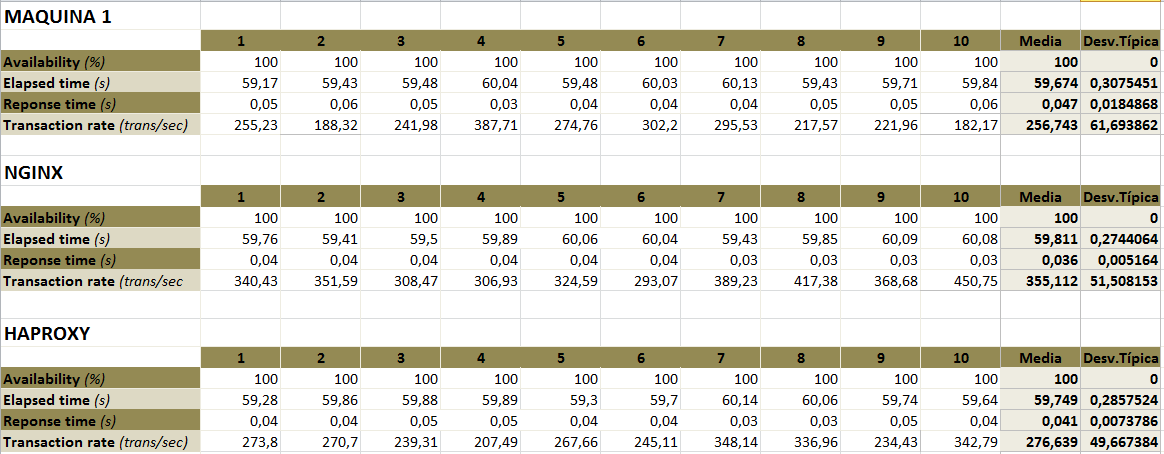 MAQUINA 1
1 2 3 4 5 6 7 8 9 10 Media Desv.Típica
Availability (%) 100 100 100 100 100 100 100 100 100 100 100 0
Elapsed time (s) 59,17 59,43 59,48 60,04 59,48 60,03 60,13 59,43 59,71 59,84 59,674 0,3075451
Reponse time (s) 0,05 0,06 0,05 0,03 0,04 0,04 0,04 0,05 0,05 0,06 0,047 0,0184868
Transaction rate (trans/sec) 255,23 188,32 241,98 387,71 274,76 302,2 295,53 217,57 221,96 182,17 256,743 61,693862
NGINX
1 2 3 4 5 6 7 8 9 10 Media Desv.Típica
Availability (%) 100 100 100 100 100 100 100 100 100 100 100 0
Elapsed time (s) 59,76 59,41 59,5 59,89 60,06 60,04 59,43 59,85 60,09 60,08 59,811 0,2744064
Reponse time (s) 0,04 0,04 0,04 0,04 0,04 0,04 0,03 0,03 0,03 0,03 0,036 0,005164
Transaction rate (trans/sec 340,43 351,59 308,47 306,93 324,59 293,07 389,23 417,38 368,68 450,75 355,112 51,508153
HAPROXY
1 2 3 4 5 6 7 8 9 10 Media Desv.Típica
Availability (%) 100 100 100 100 100 100 100 100 100 100 100 0
Elapsed time (s) 59,28 59,86 59,88 59,89 59,3 59,7 60,14 60,06 59,74 59,64 59,749 0,2857524
Reponse time (s) 0,04 0,04 0,05 0,05 0,04 0,04 0,03 0,03 0,05 0,04 0,041 0,0073786
Transaction rate (trans/sec) 273,8 270,7 239,31 207,49 267,66 245,11 348,14 336,96 234,43 342,79 276,639 49,667384